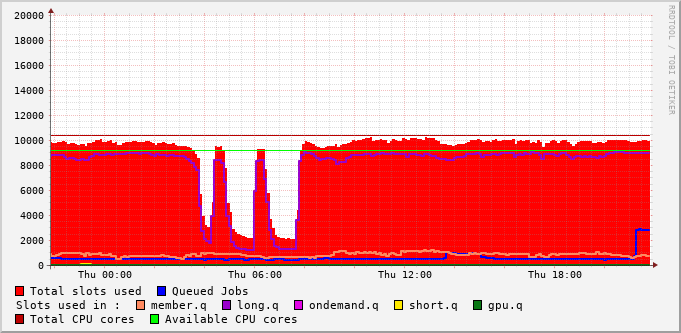 20000
18000
16000
14000
12000
10000
8000
6000
4000
2000
0
Thu 00:00 Thu 06:00 Thu 12:00 Thu 18:00
Total slots used Queued Jobs
Slots used in : member.q long.q ondemand.q short.q gpu.q
Total CPU cores Available CPU cores
RRDTOOL / TOBI OETIKER